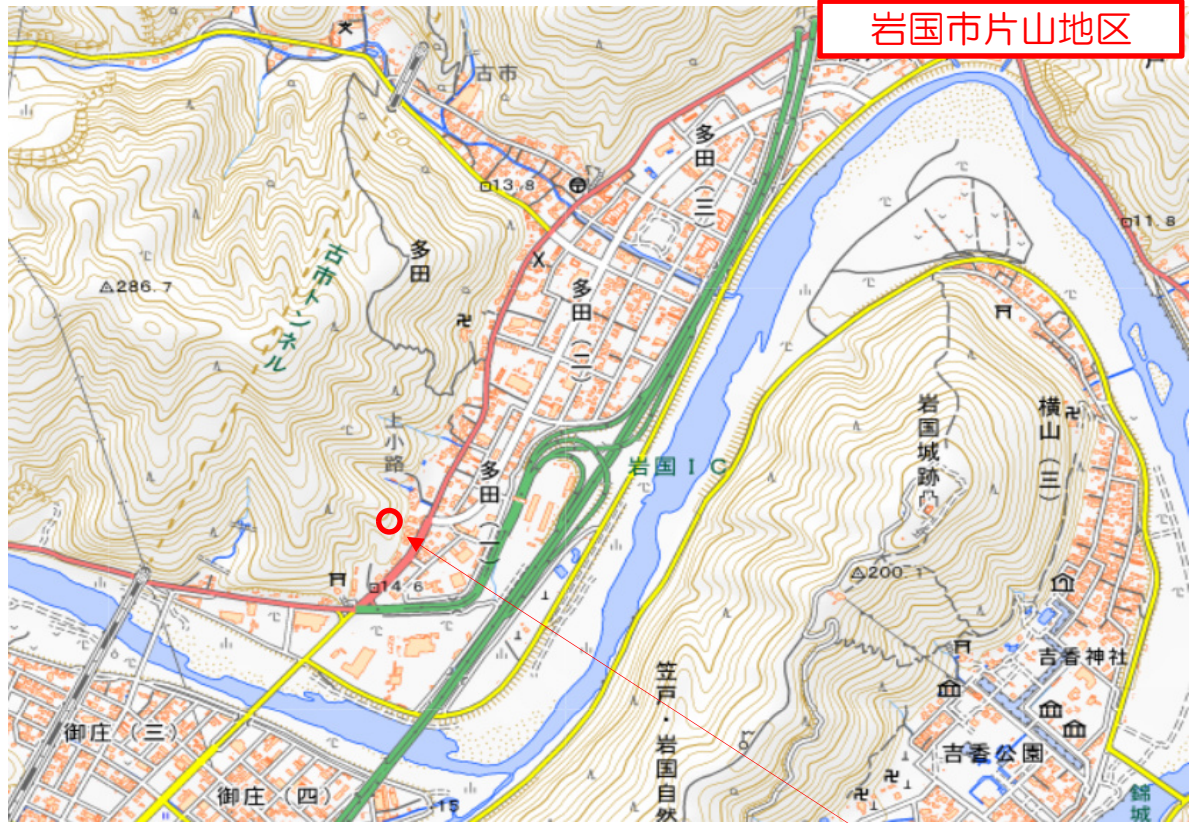 岩国市片山地区
古市
50
13.8
多田(三)
11.8
多田
古市トンネル
286.7
多田(二)
上小路
岩国IC
岩国城跡
横山(三)
多田(一)
14.6
200.1
吉香神社
笠戸・岩国自然
吉香公園
御庄(三)
御庄(四)
15
錦城